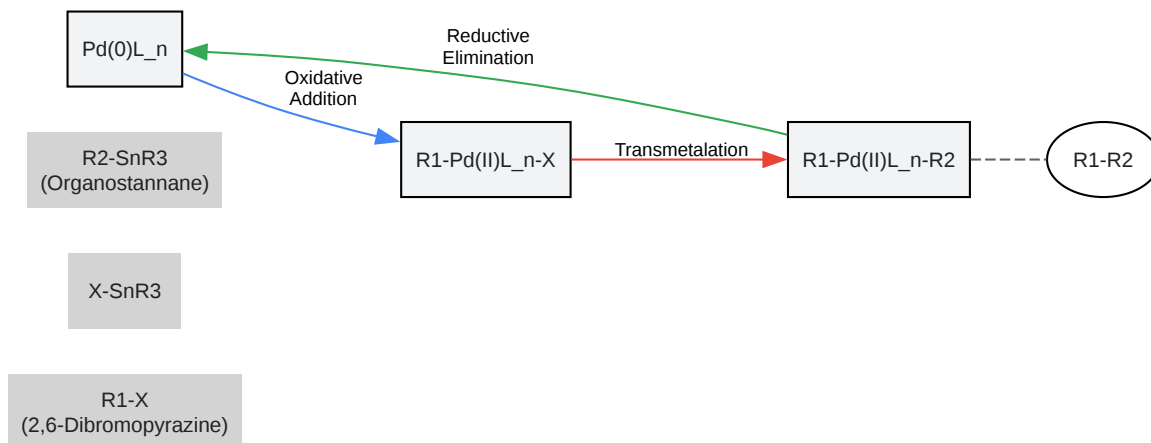 Pd(0)L_n
Reductive
Elimination
Oxidative
Addition
R2-SnR3
(Organostannane)
R1-Pd(II)L_n-X
Transmetalation
R1-Pd(II)L_n-R2
R1-R2
X-SnR3
R1-X
(2,6-Dibromopyrazine)